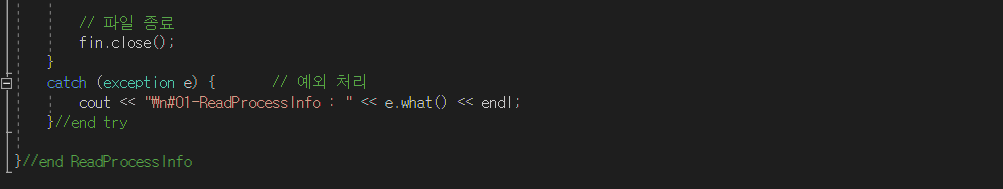 // 파일 종료
fin.close();
}
catch (exception e) { // 예외 처리
cout << "₩n#01-ReadProcessInfo : " << e.what() << endl;
}//end try
}//end ReadProcessInfo